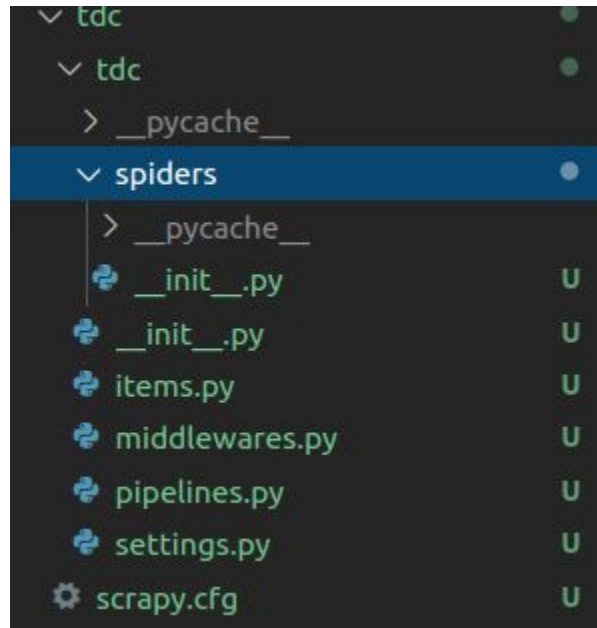 tdc
tdc
__pycache__
spiders
__pycache__
__init__.py U
__init__.py U
items.py U
middlewares.py U
pipelines.py U
settings.py U
scrapy.cfg U